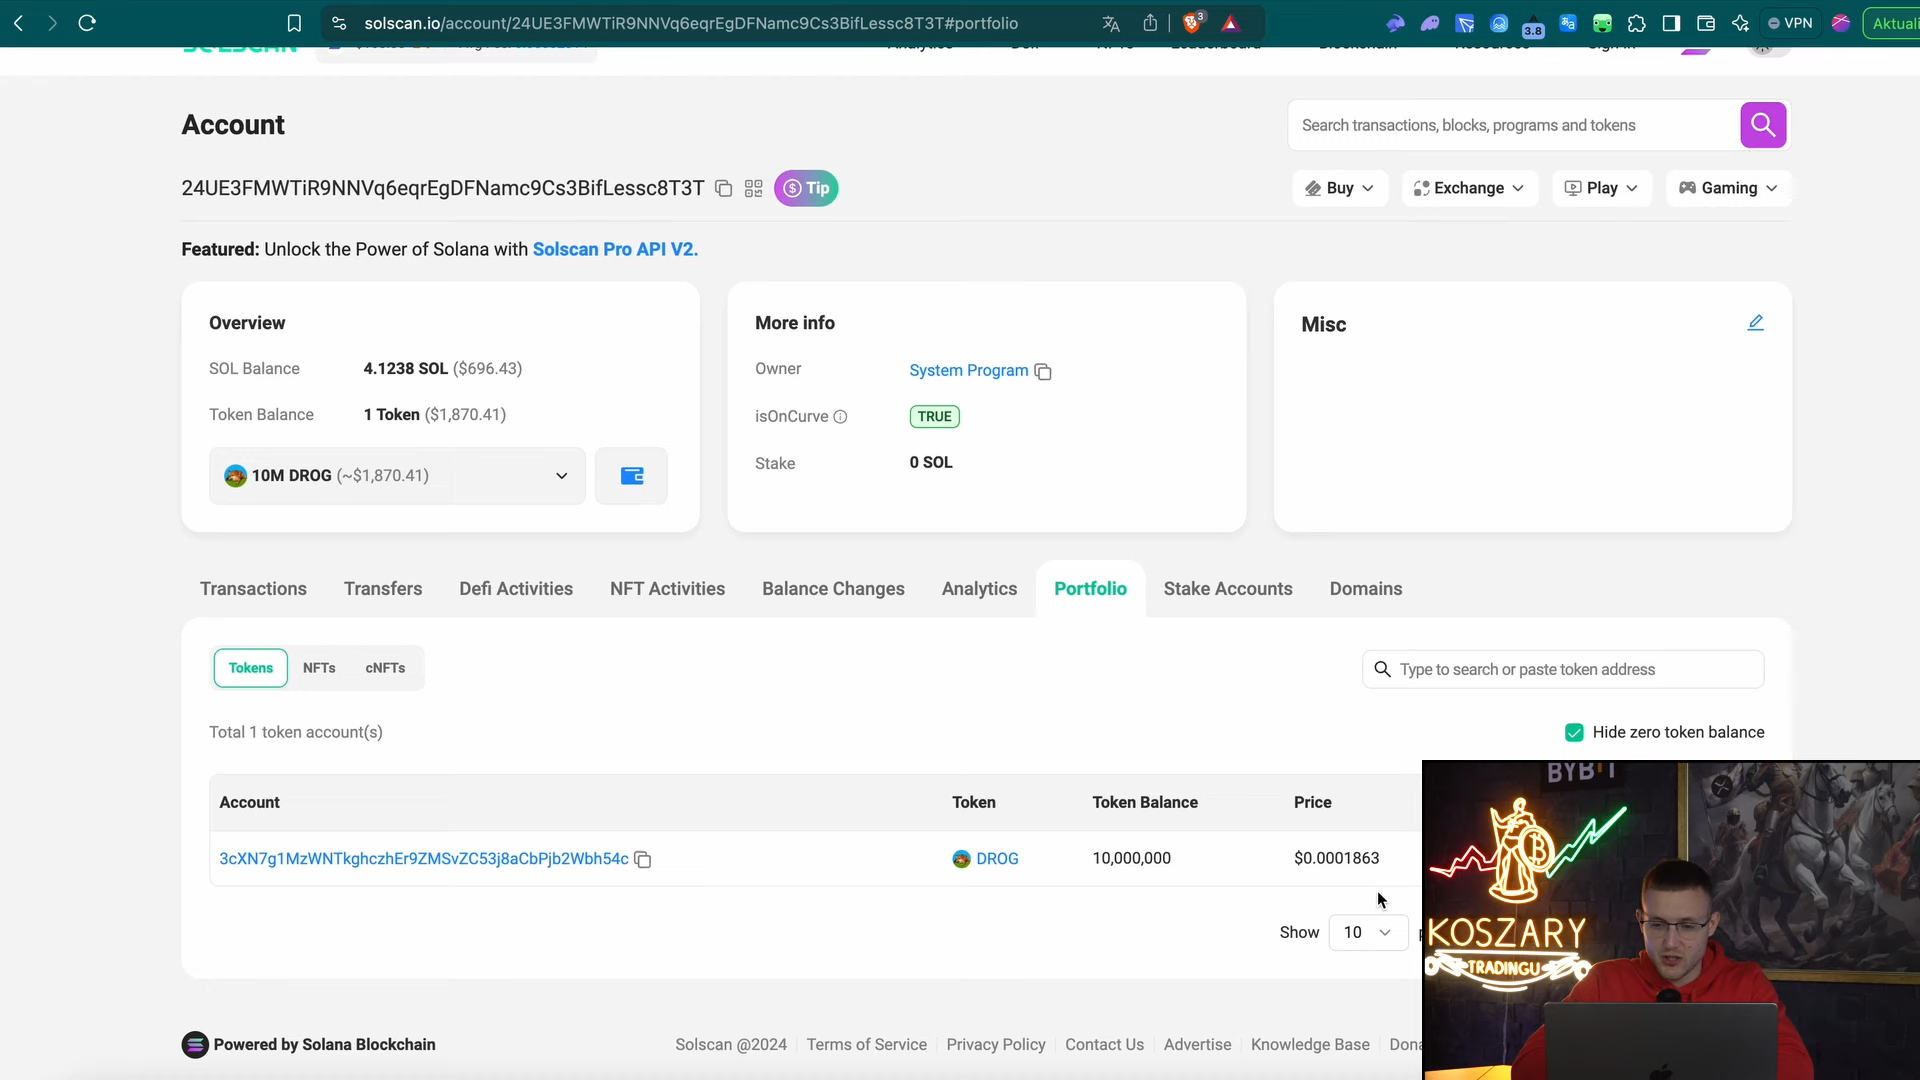 solscan.io/account/24UE3FMWTiR9NNVq6eqrEgDFNamc9Cs3BifLessc8T3T#portfolio
3
3.8
VPN
Aktuali
SOLSCAN
Analytics
Leaderboard
Blockchain
Resources
Sign In
Account
Search transactions, blocks, programs and tokens
24UE3FMWTiR9NNVq6eqrEgDFNamc9Cs3BifLessc8T3T
Tip
Buy
Exchange
Play
Gaming
Featured: Unlock the Power of Solana with Solscan Pro API V2.
Overview
SOL Balance 4.1238 SOL ($696.43)
Token Balance 1 Token ($1,870.41)
10M DROG (~$1,870.41)
More info
Owner System Program
isOnCurve TRUE
Stake 0 SOL
Misc
Transactions Transfers Defi Activities NFT Activities Balance Changes Analytics Portfolio Stake Accounts Domains
Tokens NFTs cNFTs
Type to search or paste token address
Total 1 token account(s)
Hide zero token balance
Account Token Token Balance Price
3cXN7g1MzWNTkghczhEr9ZMSvZC53j8aCbPjb2Wbh54c DROG 10,000,000 $0.0001863
Show 10
BYBIT
KOSZARY
TRADINGU
Powered by Solana Blockchain
Solscan @2024 Terms of Service Privacy Policy Contact Us Advertise Knowledge Base Dona